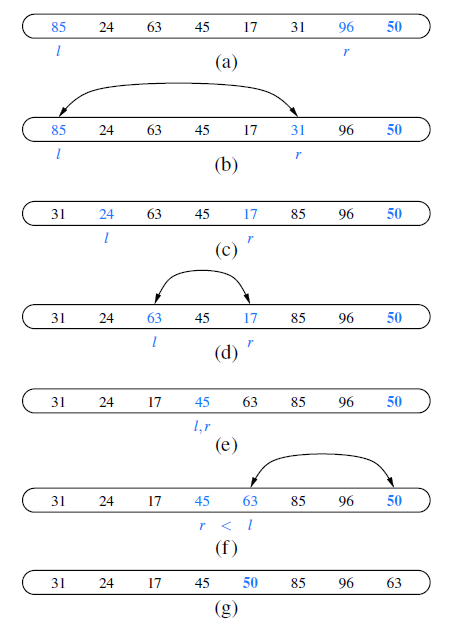 85 24 63 45 17 31 96 50
l r
(a)
85 24 63 45 17 31 96 50
l r
(b)
31 24 63 45 17 85 96 50
l r
(c)
31 24 63 45 17 85 96 50
l r
(d)
31 24 17 45 63 85 96 50
l,r
(e)
31 24 17 45 63 85 96 50
r < l
(f)
31 24 17 45 50 85 96 63
(g)